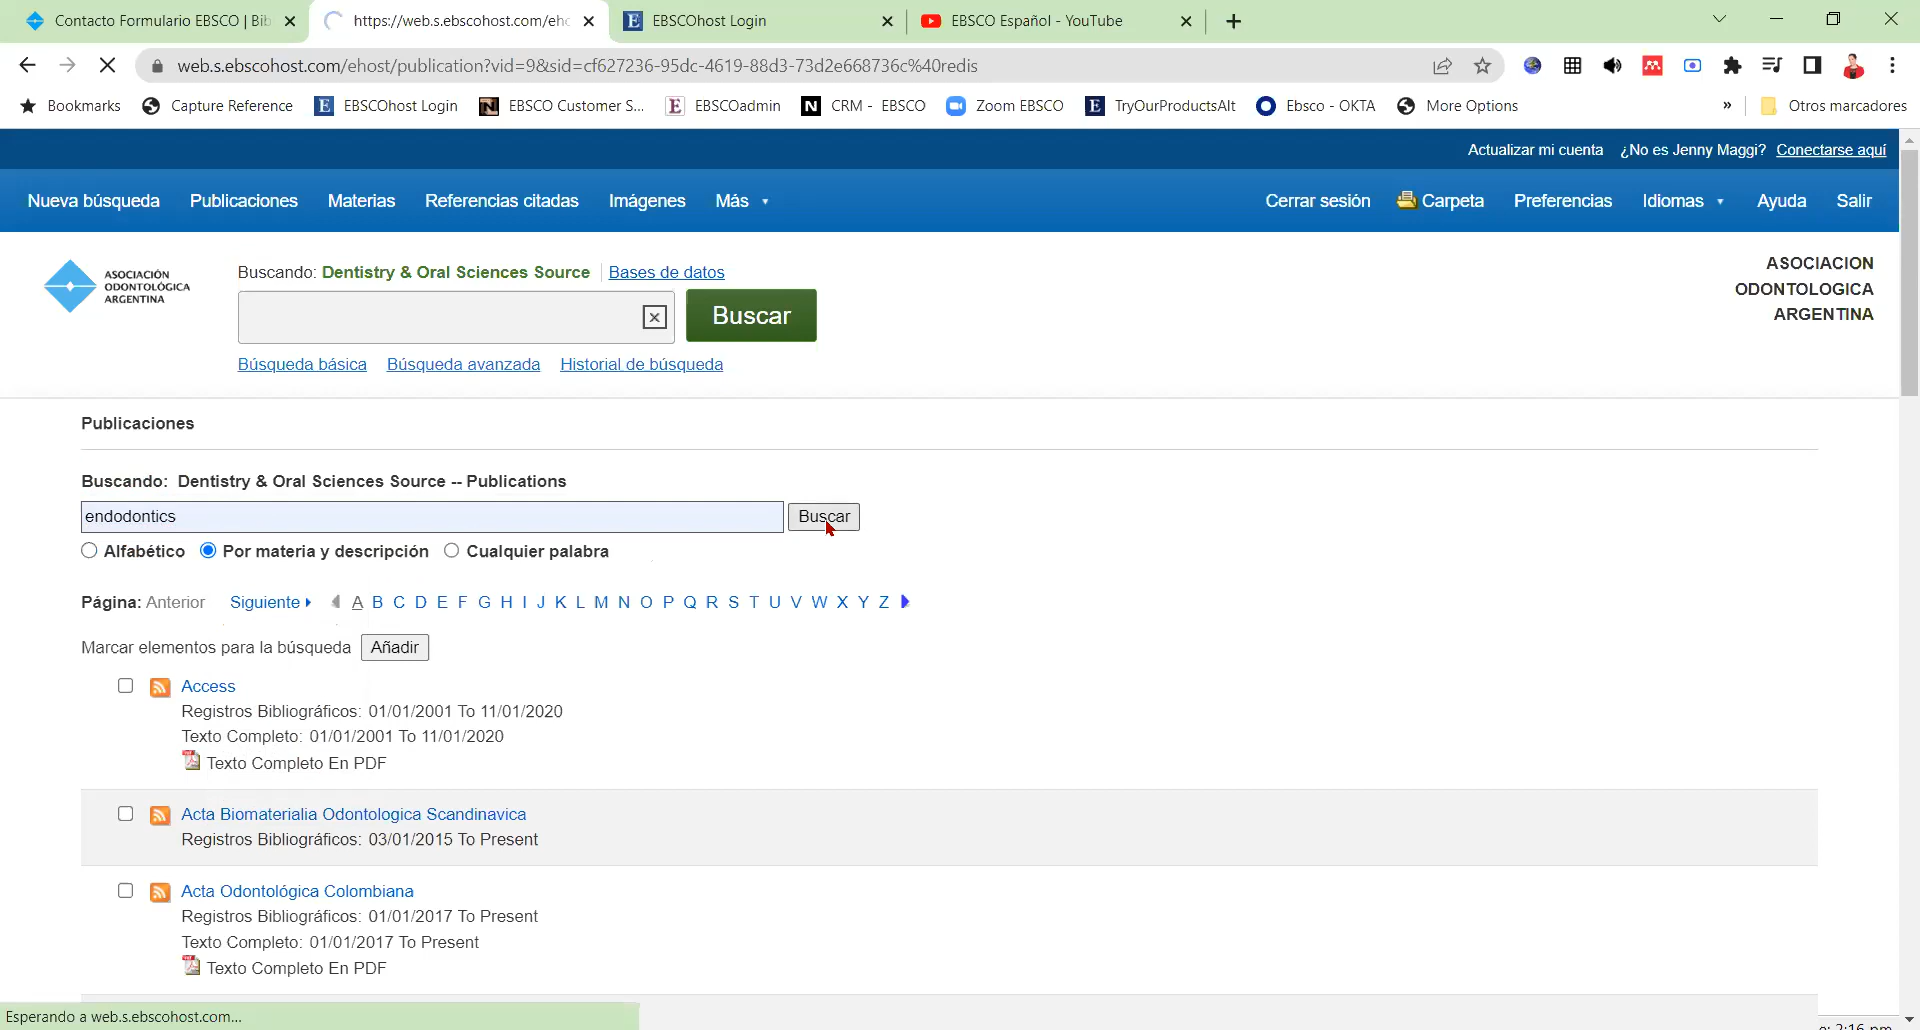 Contacto Formulario EBSCO | Bib
https://web.s.ebscohost.com/eho
EBSCOhost Login
EBSCO Español - YouTube
web.s.ebscohost.com/ehost/publication?vid=9&sid=cf627236-95dc-4619-88d3-73d2e668736c%40redis
Bookmarks
Capture Reference
EBSCOhost Login
EBSCO Customer S...
EBSCOadmin
CRM - EBSCO
Zoom EBSCO
TryOurProductsAlt
Ebsco - OKTA
More Options
»
Otros marcadores
Actualizar mi cuenta ¿No es Jenny Maggi? Conectarse aquí
Nueva búsqueda Publicaciones Materias Referencias citadas Imágenes Más
Cerrar sesión Carpeta Preferencias Idiomas Ayuda Salir
ASOCIACIÓN
ODONTOLÓGICA
ARGENTINA
Buscando: Dentistry & Oral Sciences Source Bases de datos
Buscar
Búsqueda básica Búsqueda avanzada Historial de búsqueda
ASOCIACION
ODONTOLOGICA
ARGENTINA
Publicaciones
Buscando: Dentistry & Oral Sciences Source -- Publications
endodontics
Buscar
Alfabético Por materia y descripción Cualquier palabra
Página: Anterior Siguiente A B C D E F G H I J K L M N O P Q R S T U V W X Y Z
Marcar elementos para la búsqueda Añadir
Access
Registros Bibliográficos: 01/01/2001 To 11/01/2020
Texto Completo: 01/01/2001 To 11/01/2020
Texto Completo En PDF
Acta Biomaterialia Odontologica Scandinavica
Registros Bibliográficos: 03/01/2015 To Present
Acta Odontológica Colombiana
Registros Bibliográficos: 01/01/2017 To Present
Texto Completo: 01/01/2017 To Present
Texto Completo En PDF
Esperando a web.s.ebscohost.com...